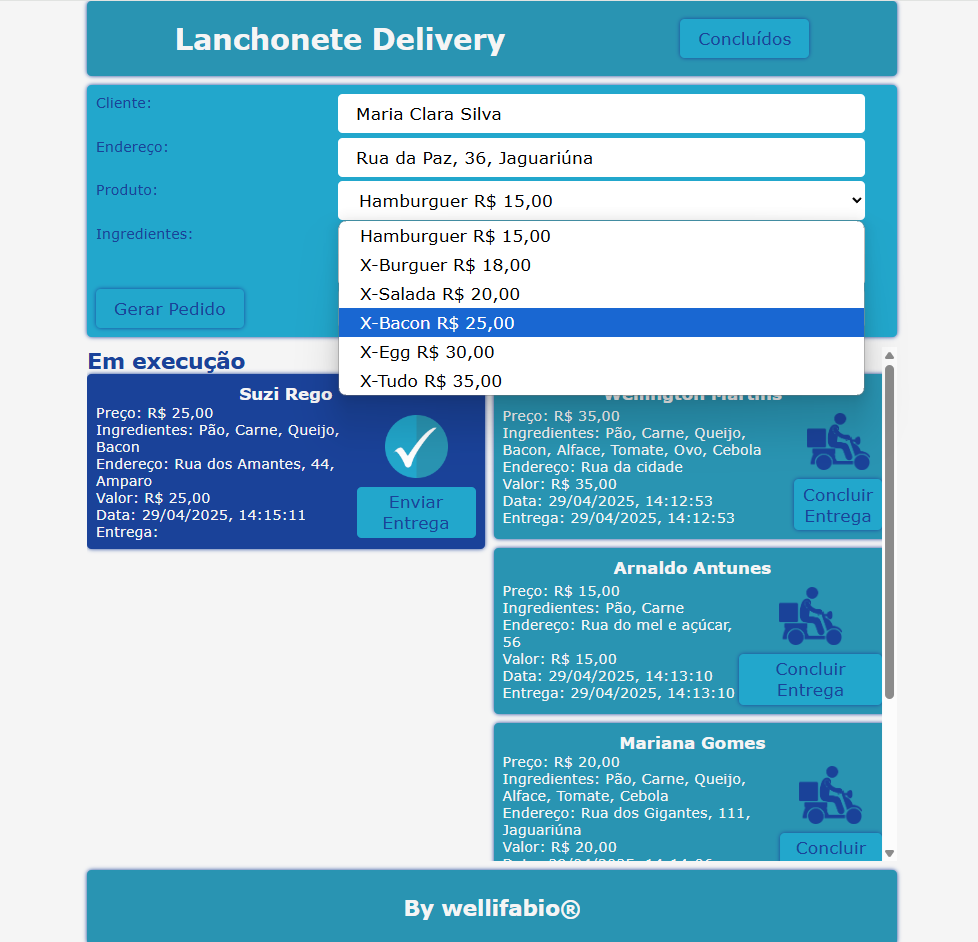 Lanchonete Delivery
Concluídos
Cliente:
Maria Clara Silva
Endereço:
Rua da Paz, 36, Jaguariúna
Produto:
Hamburguer R$ 15,00
Ingredientes:
Hamburguer R$ 15,00
X-Burguer R$ 18,00
X-Salada R$ 20,00
X-Bacon R$ 25,00
X-Egg R$ 30,00
X-Tudo R$ 35,00
Gerar Pedido
Em execução
Suzi Rego
Preço: R$ 25,00
Ingredientes: Pão, Carne, Queijo,
Bacon
Endereço: Rua dos Amantes, 44,
Amparo
Valor: R$ 25,00
Data: 29/04/2025, 14:15:11
Entrega:
Enviar
Entrega
Wellington Martins
Preço: R$ 35,00
Ingredientes: Pão, Carne, Queijo,
Bacon, Alface, Tomate, Ovo, Cebola
Endereço: Rua da cidade
Valor: R$ 35,00
Data: 29/04/2025, 14:12:53
Entrega: 29/04/2025, 14:12:53
Concluir
Entrega
Arnaldo Antunes
Preço: R$ 15,00
Ingredientes: Pão, Carne
Endereço: Rua do mel e açúcar,
56
Valor: R$ 15,00
Data: 29/04/2025, 14:13:10
Entrega: 29/04/2025, 14:13:10
Concluir
Entrega
Mariana Gomes
Preço: R$ 20,00
Ingredientes: Pão, Carne, Queijo,
Alface, Tomate, Cebola
Endereço: Rua dos Gigantes, 111,
Jaguariúna
Valor: R$ 20,00
Concluir
By wellifabio®